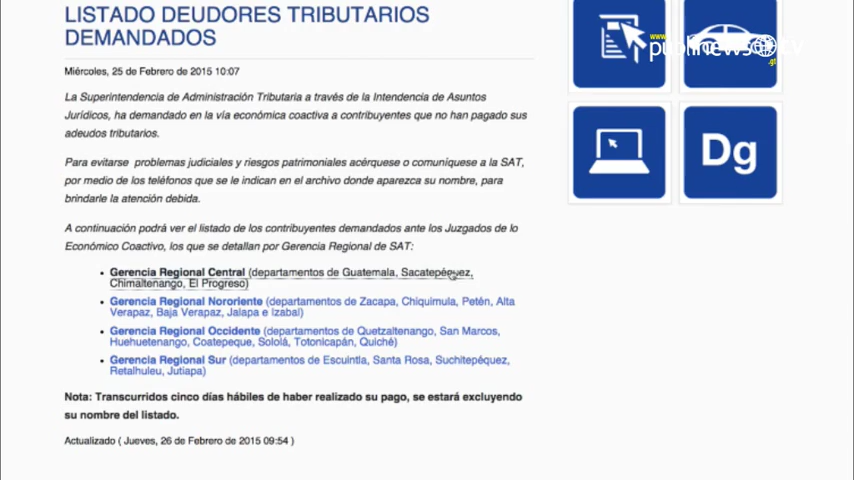 LISTADO DEUDORES TRIBUTARIOS
DEMANDADOS
Miércoles, 25 de Febrero de 2015 10:07
La Superintendencia de Administración Tributaria a través de la Intendencia de Asuntos
Jurídicos, ha demandado en la vía económica coactiva a contribuyentes que no han pagado sus
adeudos tributarios.
Para evitarse problemas judiciales y riesgos patrimoniales acérquese o comuníquese a la SAT,
por medio de los teléfonos que se le indican en el archivo donde aparezca su nombre, para
brindarle la atención debida.
A continuación podrá ver el listado de los contribuyentes demandados ante los Juzgados de lo
Económico Coactivo, los que se detallan por Gerencia Regional de SAT:
• Gerencia Regional Central (departamentos de Guatemala, Sacatepéquez,
Chimaltenango, El Progreso)
• Gerencia Regional Nororiente (departamentos de Zacapa, Chiquimula, Petén, Alta
Verapaz, Baja Verapaz, Jalapa e Izabal)
• Gerencia Regional Occidente (departamentos de Quetzaltenango, San Marcos,
Huehuetenango, Coatepeque, Sololá, Totonicapán, Quiché)
• Gerencia Regional Sur (departamentos de Escuintla, Santa Rosa, Suchitepéquez,
Retalhuleu, Jutiapa)
Nota: Transcurridos cinco días hábiles de haber realizado su pago, se estará excluyendo
su nombre del listado.
Actualizado ( Jueves, 26 de Febrero de 2015 09:54 )
www.
publinews tv
.gt
Dg